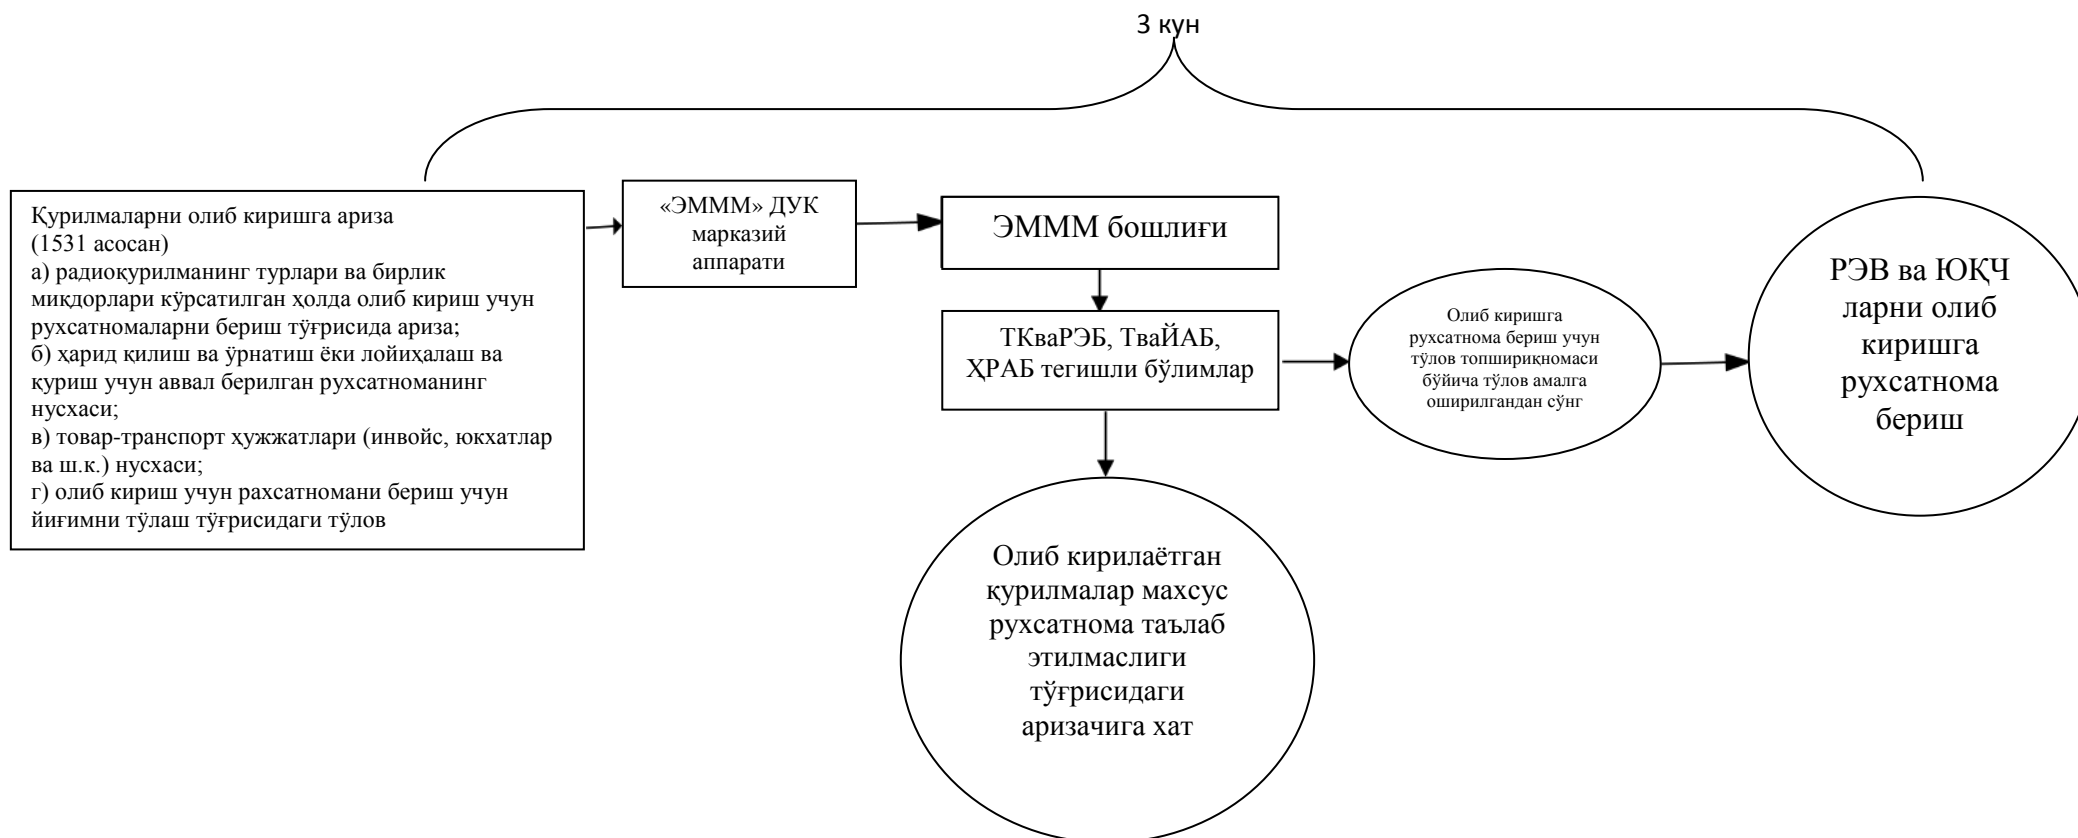 3 кун
Қурилмаларни олиб киришга ариза
(1531 асосан)
а) радиоқурилманинг турлари ва бирлик
миқдорлари кўрсатилган ҳолда олиб кириш учун
рухсатномаларни бериш тўғрисида ариза;
б) ҳарид қилиш ва ўрнатиш ёки лойиҳалаш ва
қуриш учун аввал берилган рухсатноманинг
нусхаси;
в) товар-транспорт ҳужжатлари (инвойс, юкхатлар
ва ш.к.) нусхаси;
г) олиб кириш учун рахсатномани бериш учун
йиғимни тўлаш тўғрисидаги тўлов
«ЭМММ» ДУК
марказий
аппарати
ЭМММ бошлиғи
ТКваРЭБ, ТваЙАБ,
ҲРАБ тегишли бўлимлар
Олиб киришга
рухсатнома бериш учун
тўлов топшириқномаси
бўйича тўлов амалга
оширилгандан сўнг
РЭВ ва ЮҚЧ
ларни олиб
киришга
рухсатнома
бериш
Олиб кирилаётган
қурилмалар махсус
рухсатнома таълаб
этилмаслиги
тўғрисидаги
аризачига хат